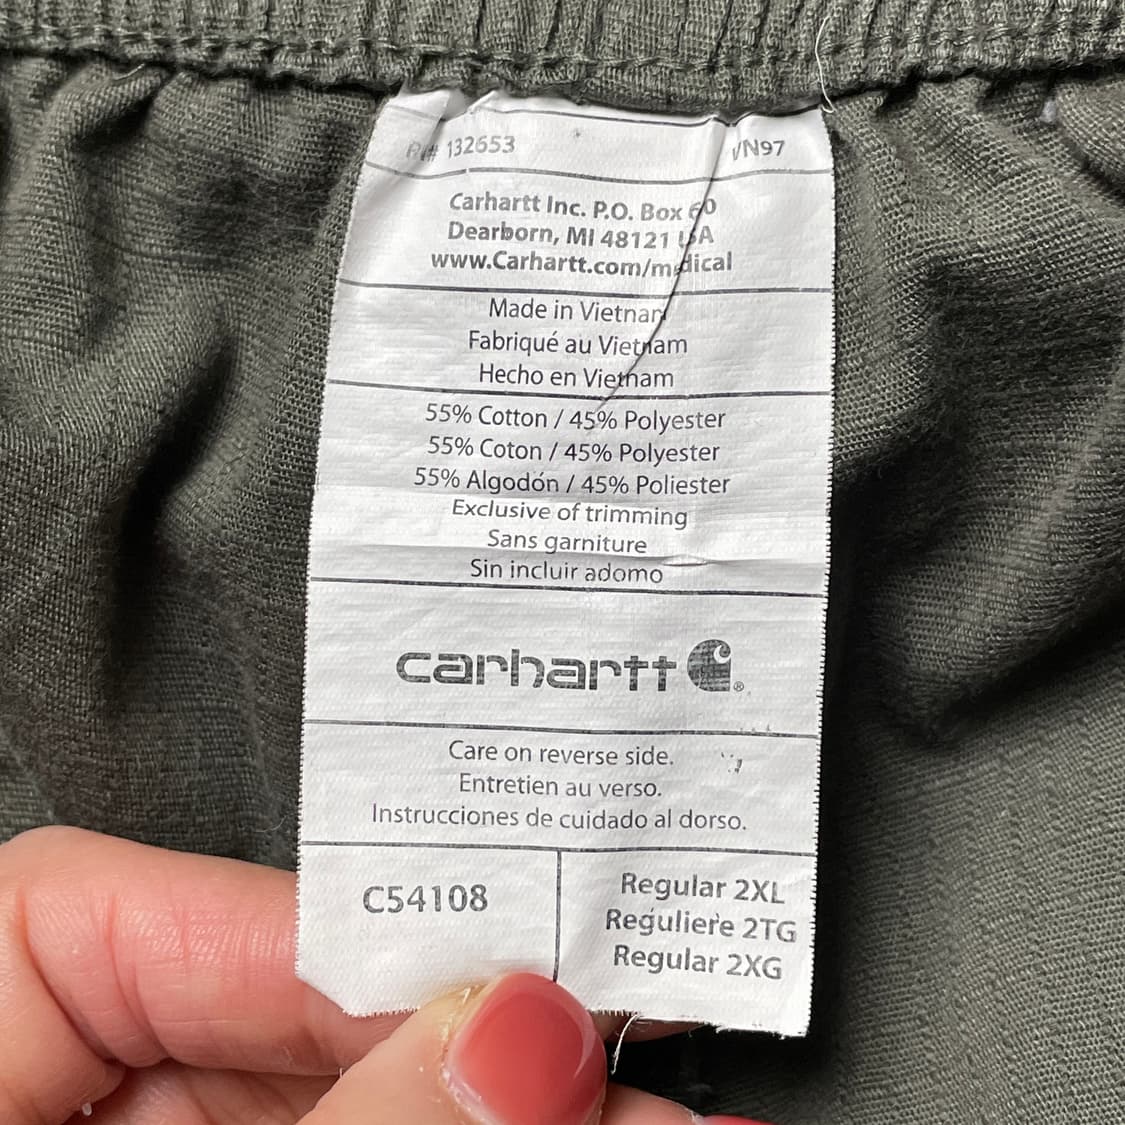 132653 VN97
Carhartt Inc. P.O. Box 60
Dearborn, MI 48121 USA
www.Carhartt.com/medical
Made in Vietnam
Fabriqué au Vietnam
Hecho en Vietnam
55% Cotton / 45% Polyester
55% Coton / 45% Polyester
55% Algodón / 45% Poliester
Exclusive of trimming
Sans garniture
Sin incluir adomo
carhartt ®
Care on reverse side.
Entretien au verso.
Instrucciones de cuidado al dorso.
C54108
Regular 2XL
Reguliere 2TG
Regular 2XG